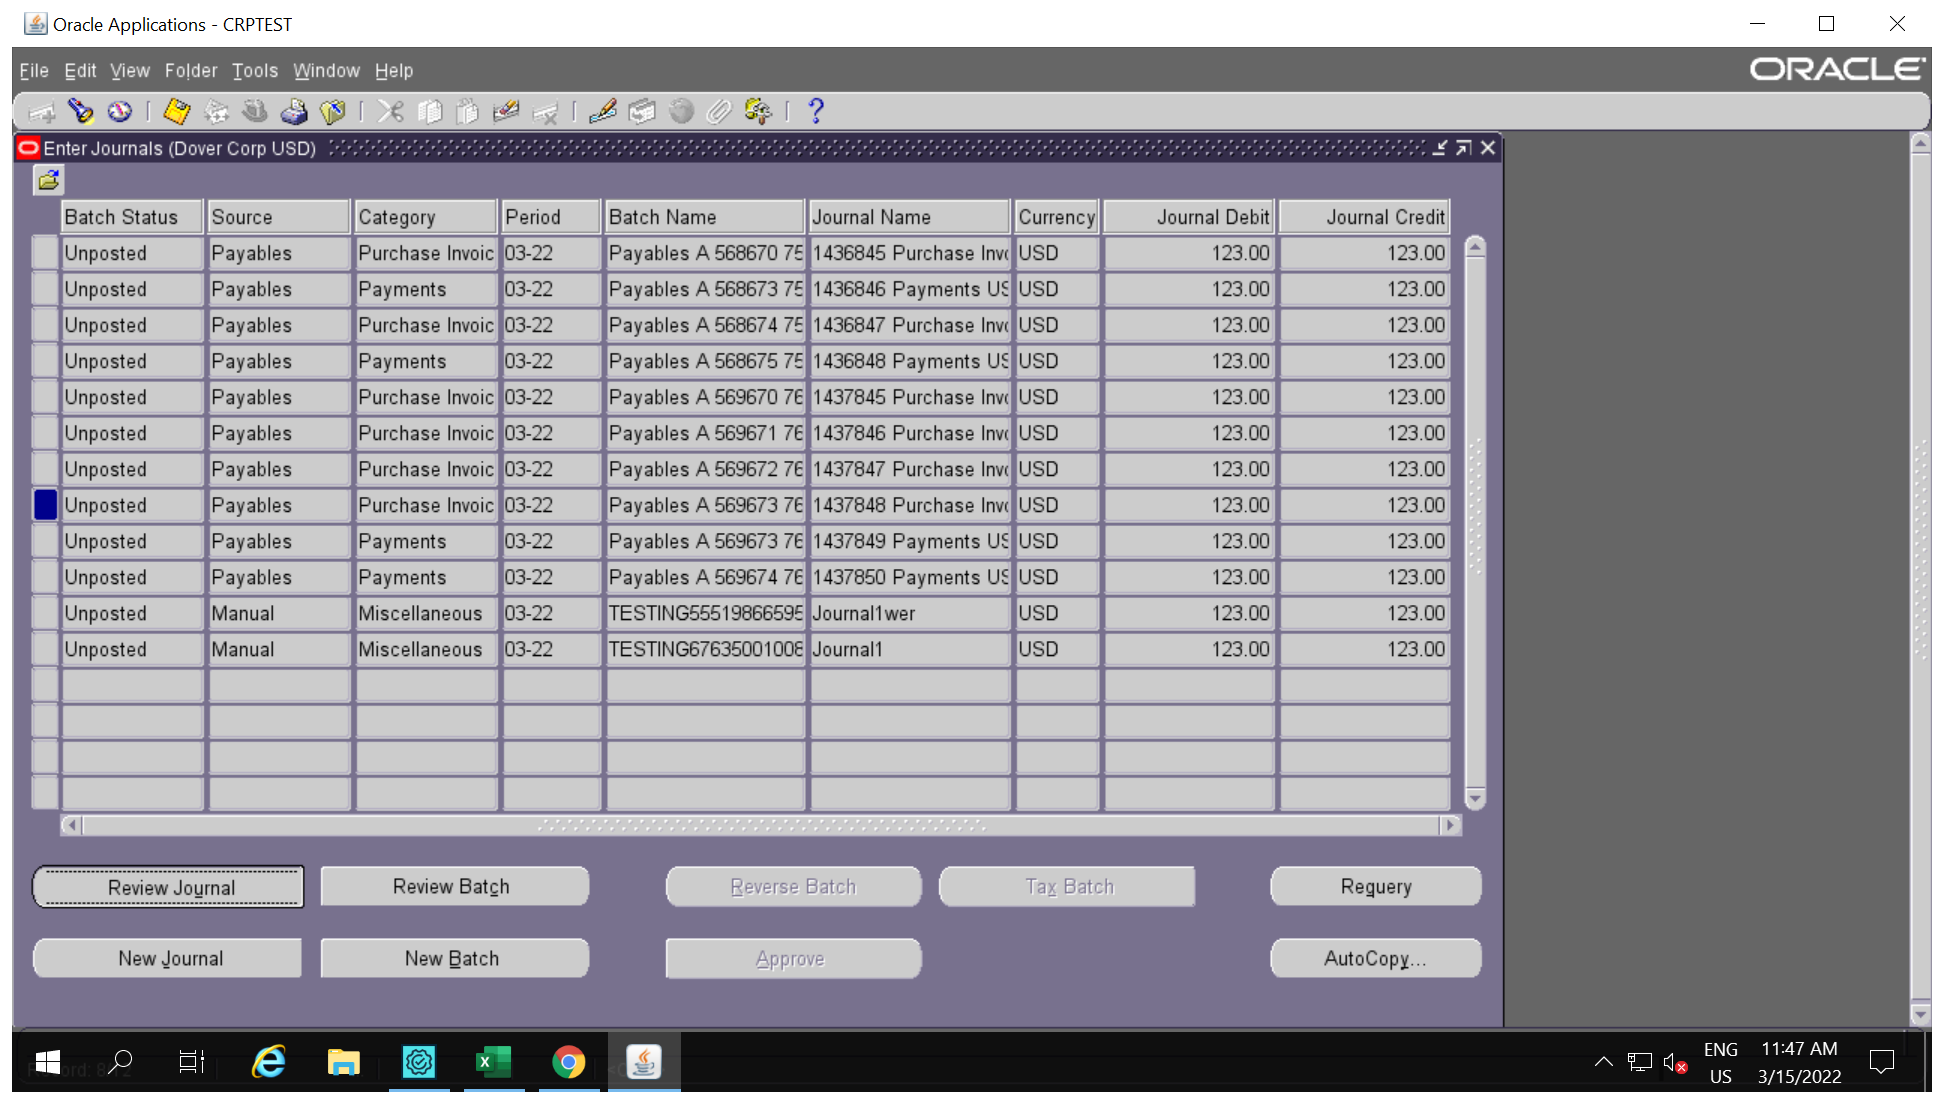 Oracle Applications - CRPTEST
File Edit View Folder Tools Window Help
ORACLE
Enter Journals (Dover Corp USD)
Batch Status Source Category Period Batch Name Journal Name Currency Journal Debit Journal Credit
Unposted Payables Purchase Invoic 03-22 Payables A 568670 75 1436845 Purchase Inv USD 123.00 123.00
Unposted Payables Payments 03-22 Payables A 568673 75 1436846 Payments US USD 123.00 123.00
Unposted Payables Purchase Invoic 03-22 Payables A 568674 75 1436847 Purchase Inv USD 123.00 123.00
Unposted Payables Payments 03-22 Payables A 568675 75 1436848 Payments US USD 123.00 123.00
Unposted Payables Purchase Invoic 03-22 Payables A 569670 76 1437845 Purchase Inv USD 123.00 123.00
Unposted Payables Purchase Invoic 03-22 Payables A 569671 76 1437846 Purchase Inv USD 123.00 123.00
Unposted Payables Purchase Invoic 03-22 Payables A 569672 76 1437847 Purchase Inv USD 123.00 123.00
Unposted Payables Purchase Invoic 03-22 Payables A 569673 76 1437848 Purchase Inv USD 123.00 123.00
Unposted Payables Payments 03-22 Payables A 569673 76 1437849 Payments US USD 123.00 123.00
Unposted Payables Payments 03-22 Payables A 569674 76 1437850 Payments US USD 123.00 123.00
Unposted Manual Miscellaneous 03-22 TESTING55519866595 Journal1wer USD 123.00 123.00
Unposted Manual Miscellaneous 03-22 TESTING67635001008 Journal1 USD 123.00 123.00
Review Journal Review Batch Reverse Batch Tax Batch Requery
New Journal New Batch Approve AutoCopy...
ENG 11:47 AM
US 3/15/2022